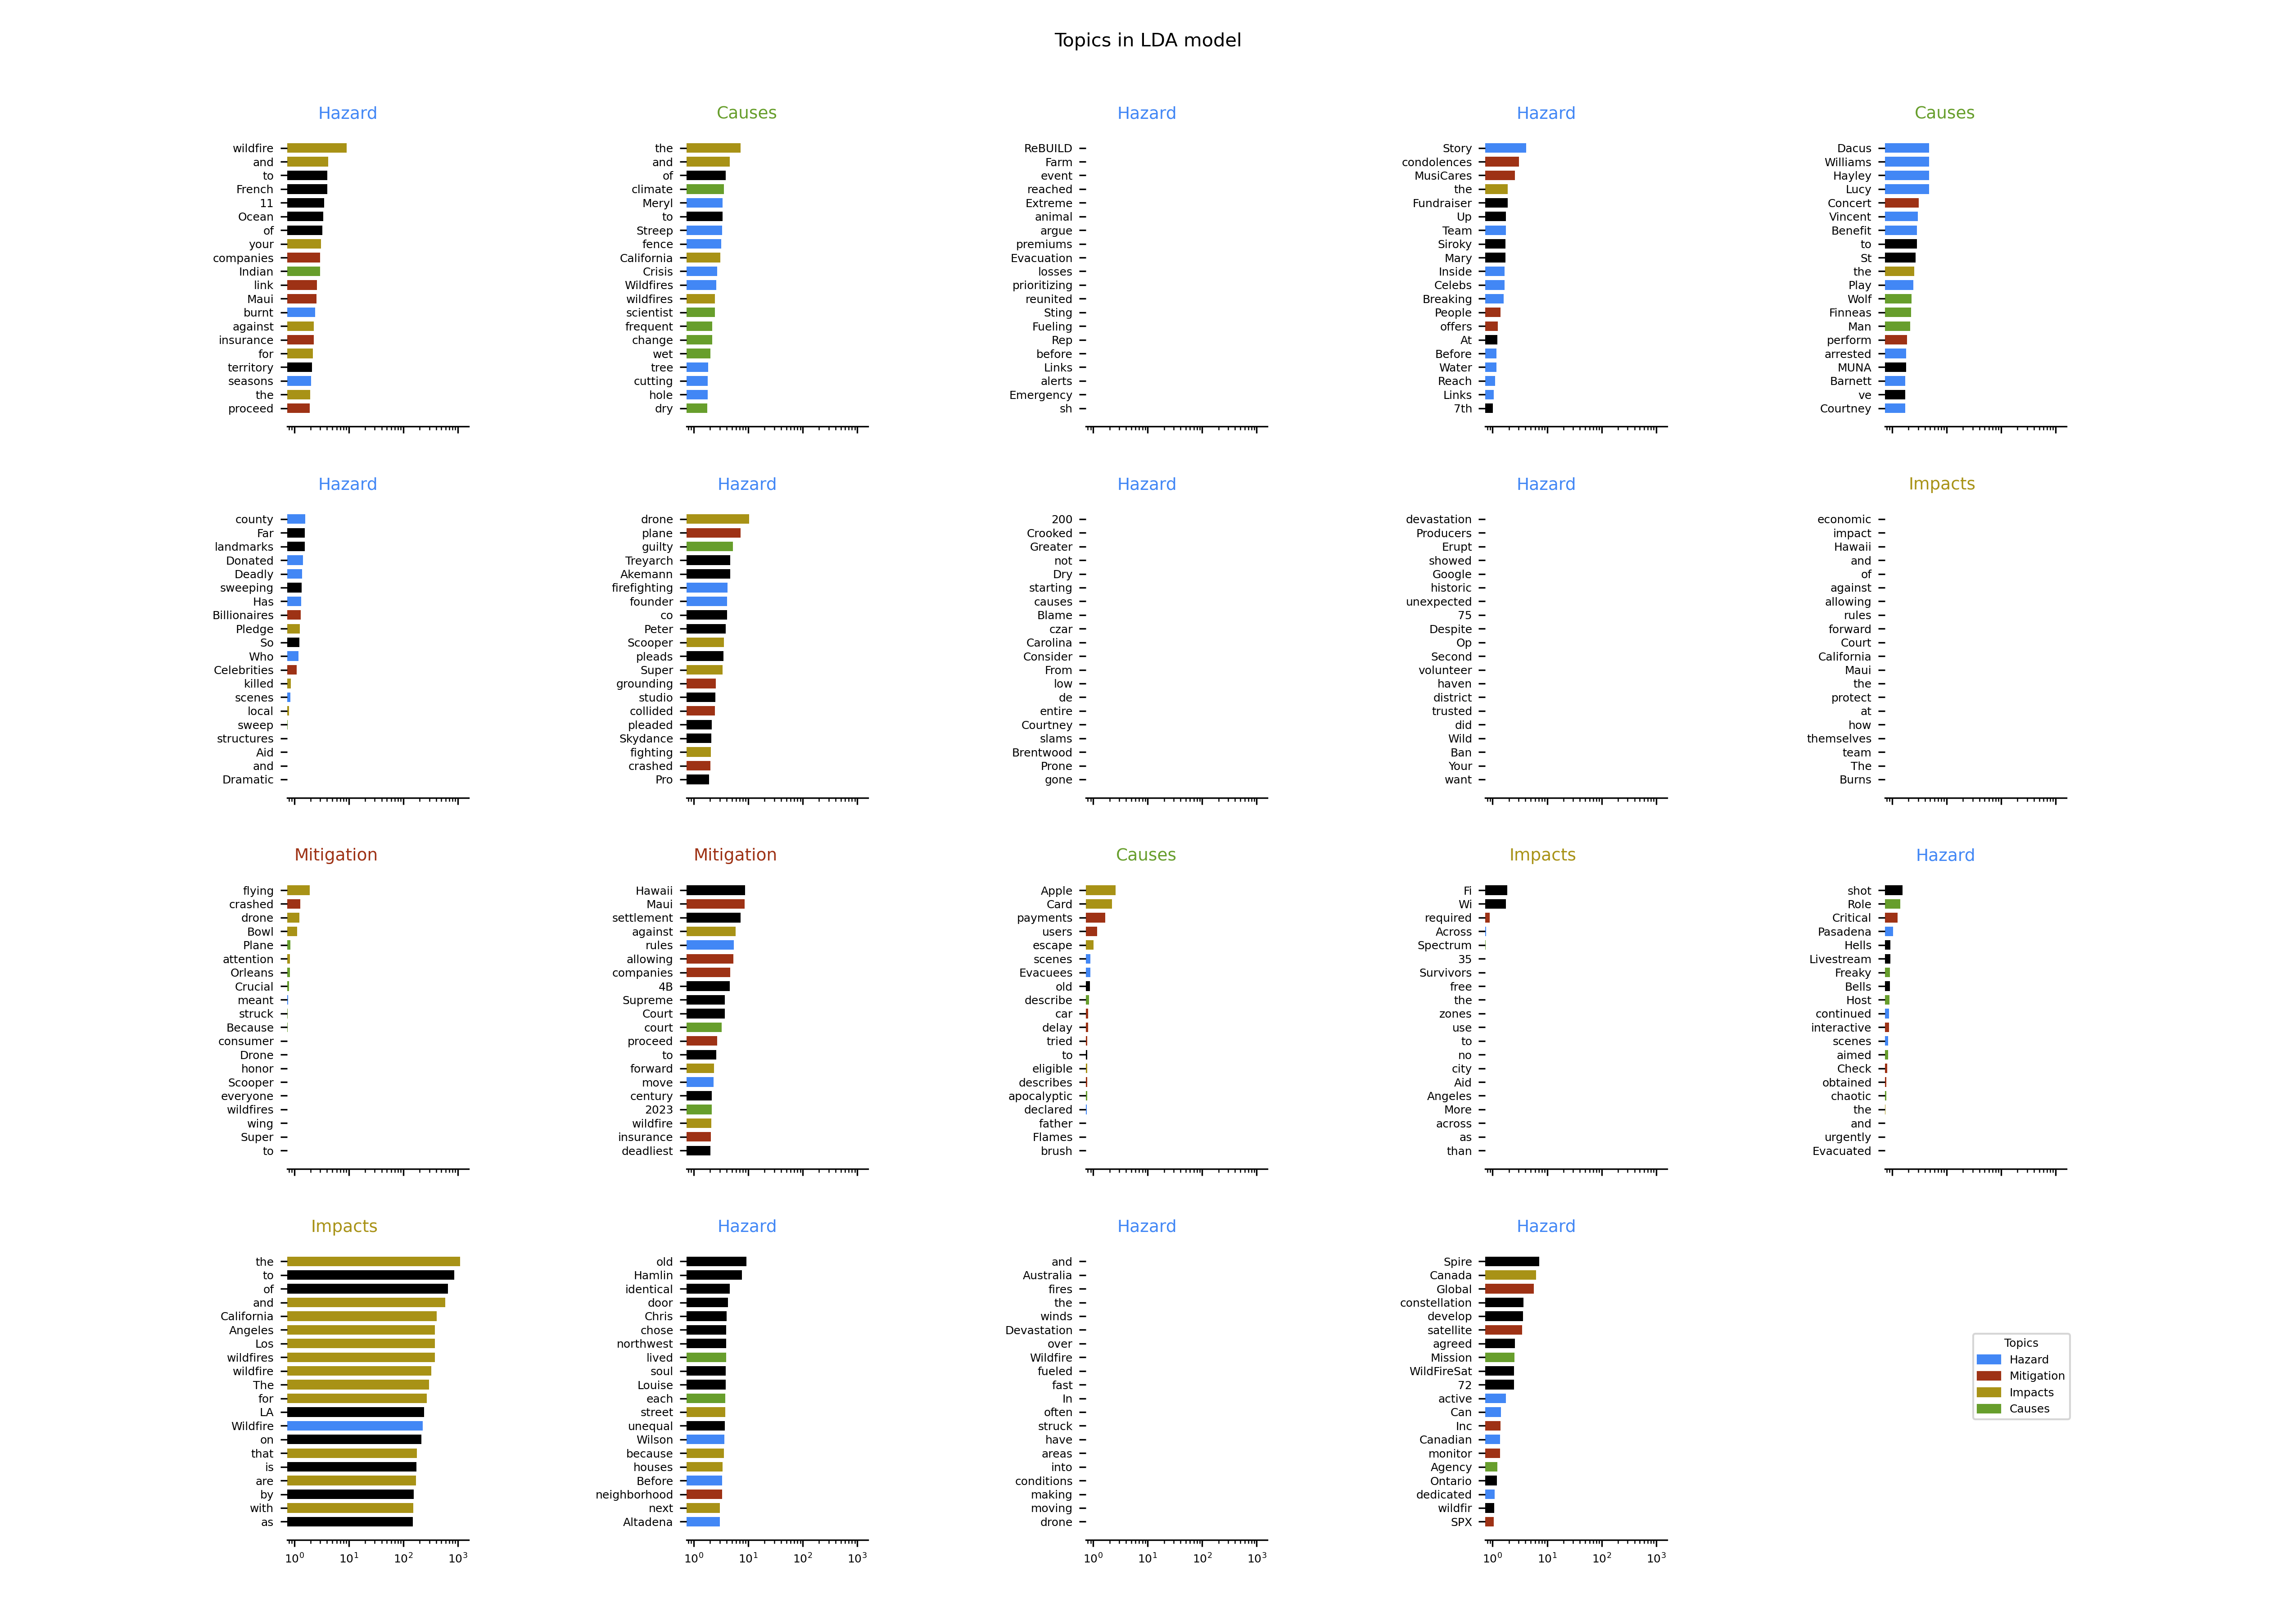 Topics in LDA model
Hazard
wildfire
and
to
French
11
Ocean
of
your
companies
Indian
link
Maui
burnt
against
insurance
for
territory
seasons
the
proceed
Causes
the
and
of
climate
Meryl
to
Streep
fence
California
Crisis
Wildfires
wildfires
scientist
frequent
change
wet
tree
cutting
hole
dry
Hazard
ReBUILD
Farm
event
reached
Extreme
animal
argue
premiums
Evacuation
losses
prioritizing
reunited
Sting
Fueling
Rep
before
Links
alerts
Emergency
sh
Hazard
Story
condolences
MusiCares
the
Fundraiser
Up
Team
Siroky
Mary
Inside
Celebs
Breaking
People
offers
At
Before
Water
Reach
Links
7th
Causes
Dacus
Williams
Hayley
Lucy
Concert
Vincent
Benefit
to
St
the
Play
Wolf
Finneas
Man
perform
arrested
MUNA
Barnett
ve
Courtney
Hazard
county
Far
landmarks
Donated
Deadly
sweeping
Has
Billionaires
Pledge
So
Who
Celebrities
killed
scenes
local
sweep
structures
Aid
and
Dramatic
Hazard
drone
plane
guilty
Treyarch
Akemann
firefighting
founder
co
Peter
Scooper
pleads
Super
grounding
studio
collided
pleaded
Skydance
fighting
crashed
Pro
Hazard
200
Crooked
Greater
not
Dry
starting
causes
Blame
czar
Carolina
Consider
From
low
de
entire
Courtney
slams
Brentwood
Prone
gone
Hazard
devastation
Producers
Erupt
showed
Google
historic
unexpected
75
Despite
Op
Second
volunteer
haven
district
trusted
did
Wild
Ban
Your
want
Impacts
economic
impact
Hawaii
and
of
against
allowing
rules
forward
Court
California
Maui
the
protect
at
how
themselves
team
The
Burns
Mitigation
flying
crashed
drone
Bowl
Plane
attention
Orleans
Crucial
meant
struck
Because
consumer
Drone
honor
Scooper
everyone
wildfires
wing
Super
to
Mitigation
Hawaii
Maui
settlement
against
rules
allowing
companies
4B
Supreme
Court
court
proceed
to
forward
move
century
2023
wildfire
insurance
deadliest
Causes
Apple
Card
payments
users
escape
scenes
Evacuees
old
describe
car
delay
tried
to
eligible
describes
apocalyptic
declared
father
Flames
brush
Impacts
Fi
Wi
required
Across
Spectrum
35
Survivors
free
the
zones
use
to
no
city
Aid
Angeles
More
across
as
than
Hazard
shot
Role
Critical
Pasadena
Hells
Livestream
Freaky
Bells
Host
continued
interactive
scenes
aimed
Check
obtained
chaotic
the
and
urgently
Evacuated
Impacts
the
to
of
and
California
Angeles
Los
wildfires
wildfire
The
for
LA
Wildfire
on
that
is
are
by
with
as
10⁰ 10¹ 10² 10³
Hazard
old
Hamlin
identical
door
Chris
chose
northwest
lived
soul
Louise
each
street
unequal
Wilson
because
houses
Before
neighborhood
next
Altadena
10⁰ 10¹ 10² 10³
Hazard
and
Australia
fires
the
winds
Devastation
over
Wildfire
fueled
fast
In
often
struck
have
areas
into
conditions
making
moving
drone
10⁰ 10¹ 10² 10³
Hazard
Spire
Canada
Global
constellation
develop
satellite
agreed
Mission
WildFireSat
72
active
Can
Inc
Canadian
monitor
Agency
Ontario
dedicated
wildfir
SPX
10⁰ 10¹ 10² 10³
Topics
Hazard
Mitigation
Impacts
Causes